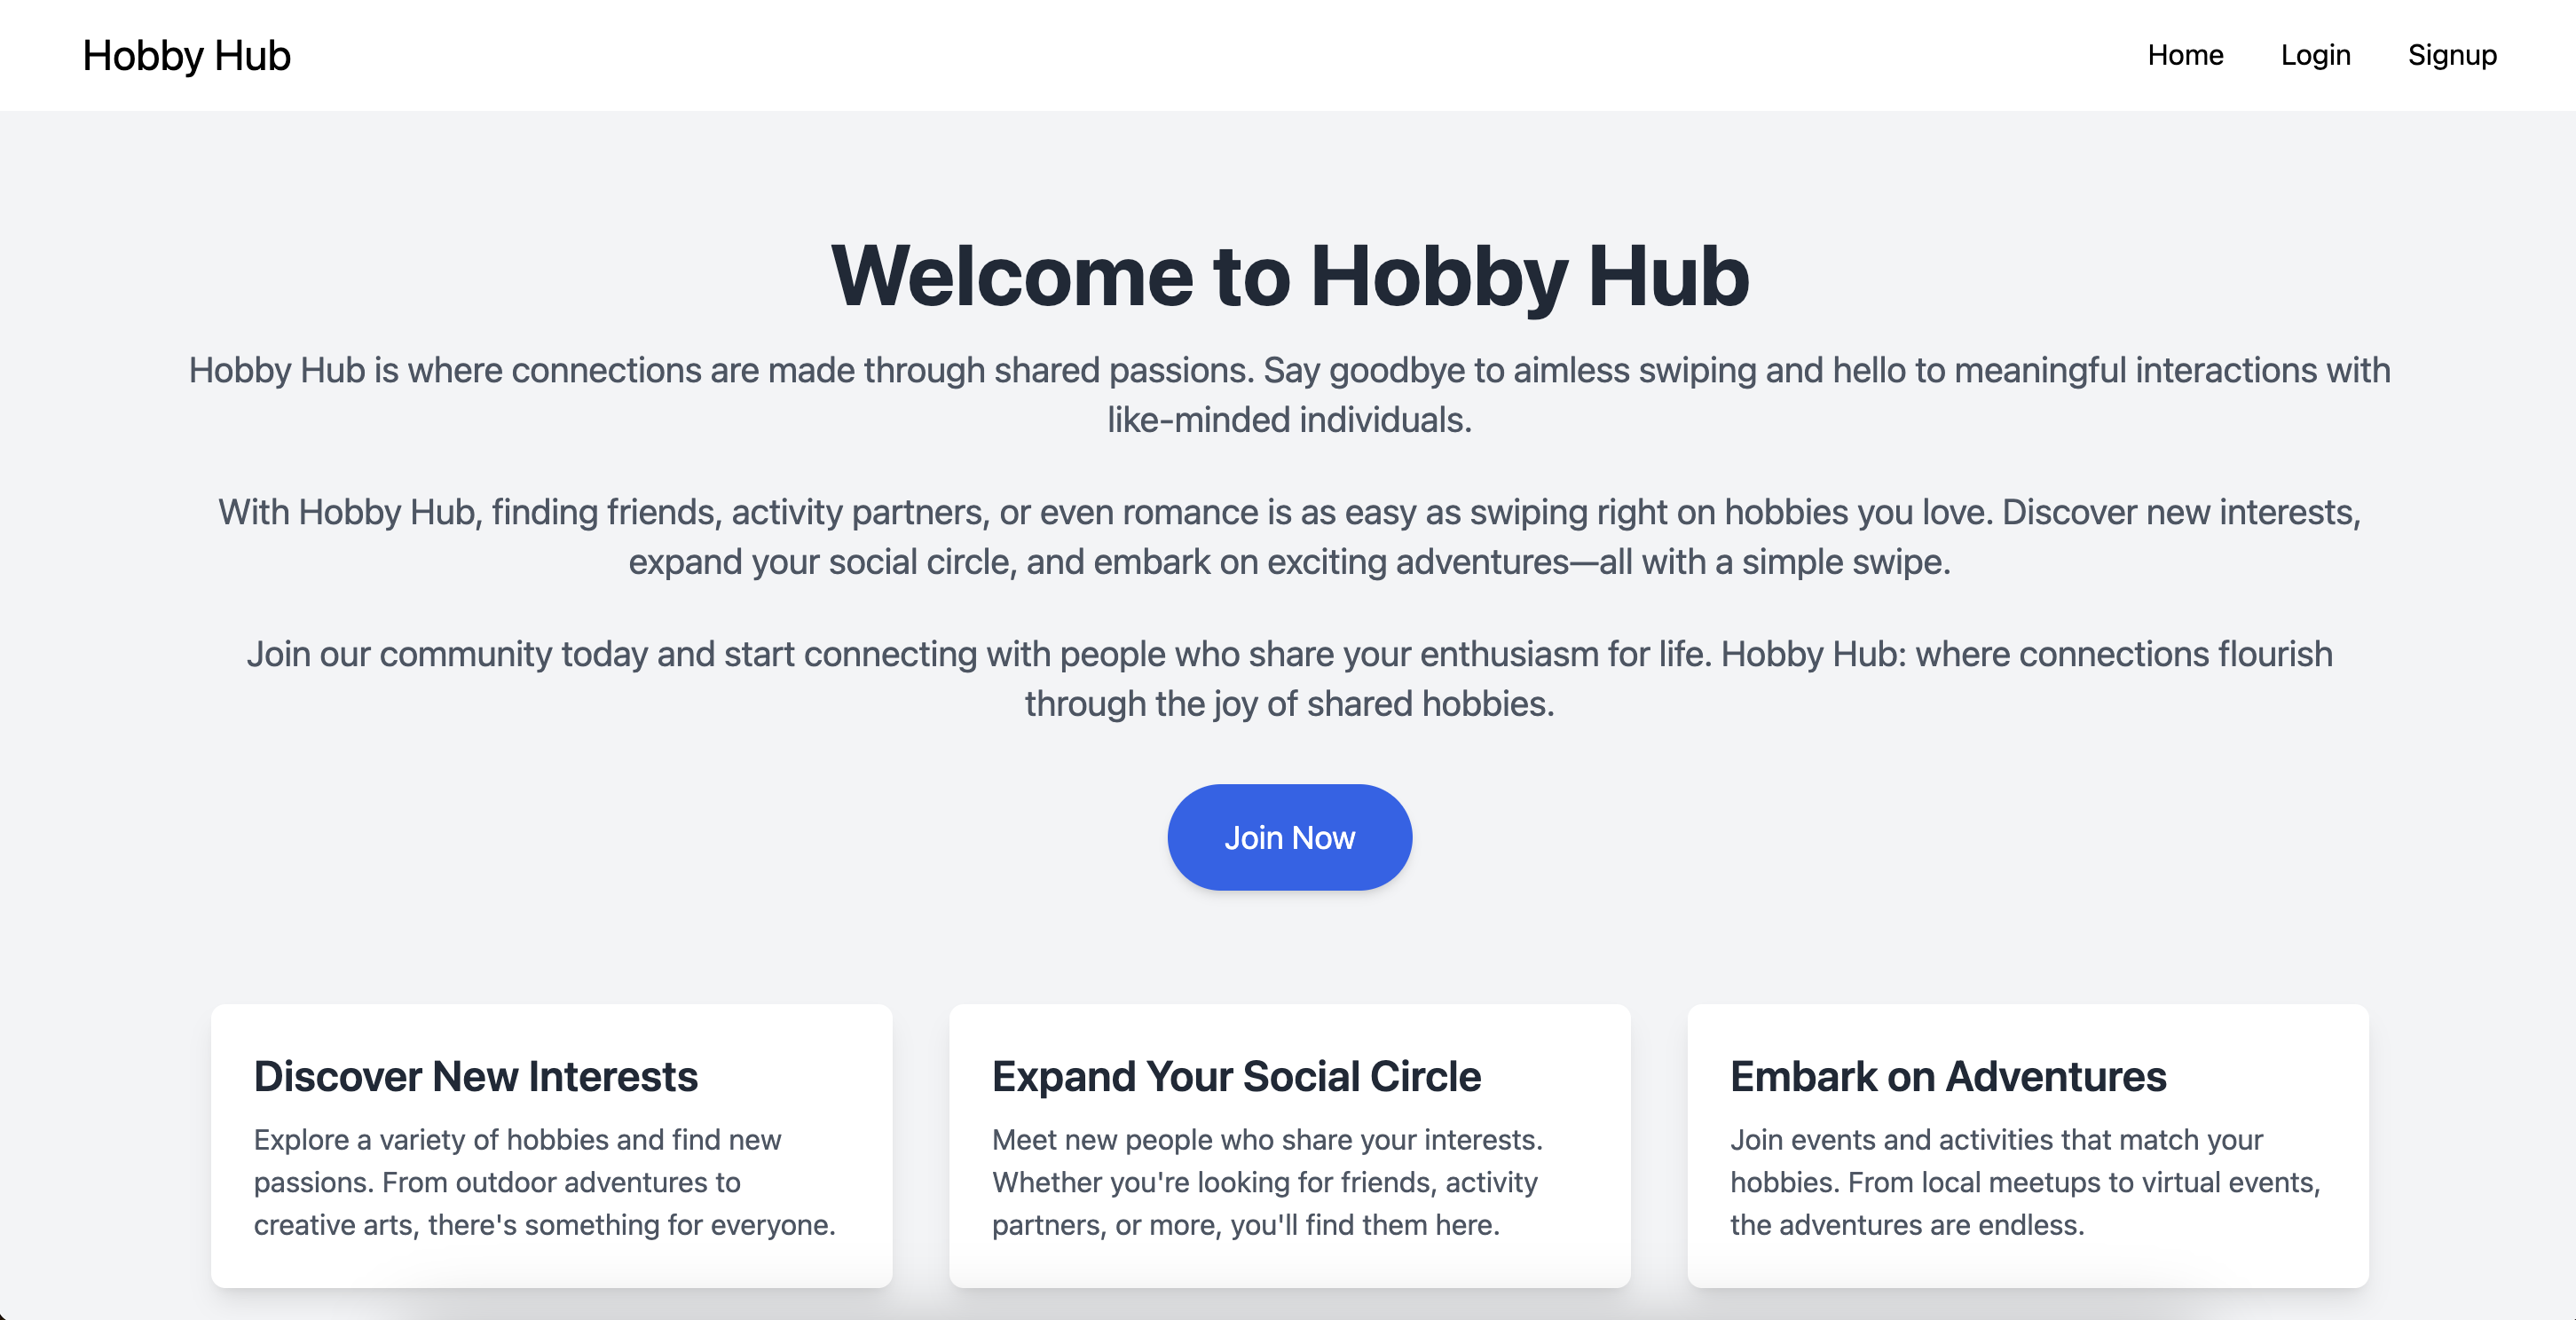 Hobby Hub
Home Login Signup
Welcome to Hobby Hub
Hobby Hub is where connections are made through shared passions. Say goodbye to aimless swiping and hello to meaningful interactions with
like-minded individuals.
With Hobby Hub, finding friends, activity partners, or even romance is as easy as swiping right on hobbies you love. Discover new interests,
expand your social circle, and embark on exciting adventures—all with a simple swipe.
Join our community today and start connecting with people who share your enthusiasm for life. Hobby Hub: where connections flourish
through the joy of shared hobbies.
Join Now
Discover New Interests
Explore a variety of hobbies and find new
passions. From outdoor adventures to
creative arts, there's something for everyone.
Expand Your Social Circle
Meet new people who share your interests.
Whether you're looking for friends, activity
partners, or more, you'll find them here.
Embark on Adventures
Join events and activities that match your
hobbies. From local meetups to virtual events,
the adventures are endless.